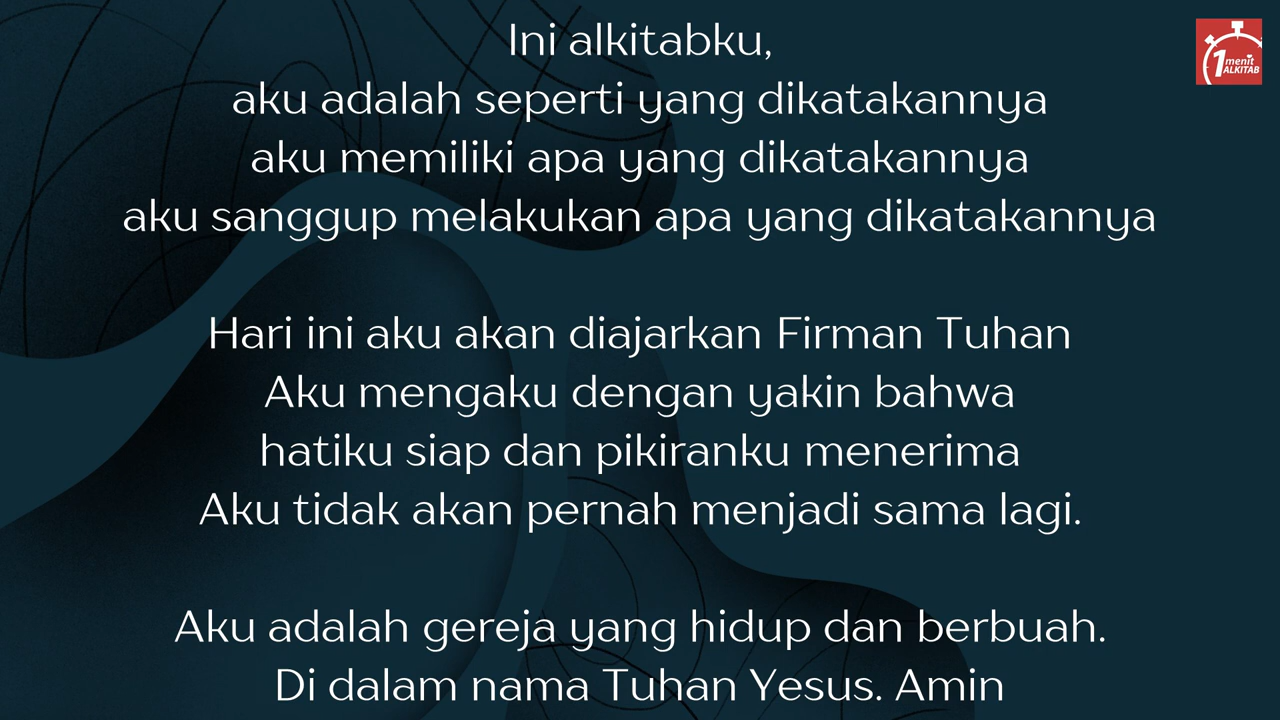 Ini alkitabku,
aku adalah seperti yang dikatakannya
aku memiliki apa yang dikatakannya
aku sanggup melakukan apa yang dikatakannya
Hari ini aku akan diajarkan Firman Tuhan
Aku mengaku dengan yakin bahwa
hatiku siap dan pikiranku menerima
Aku tidak akan pernah menjadi sama lagi.
Aku adalah gereja yang hidup dan berbuah.
Di dalam nama Tuhan Yesus. Amin
1 menit
ALKITAB